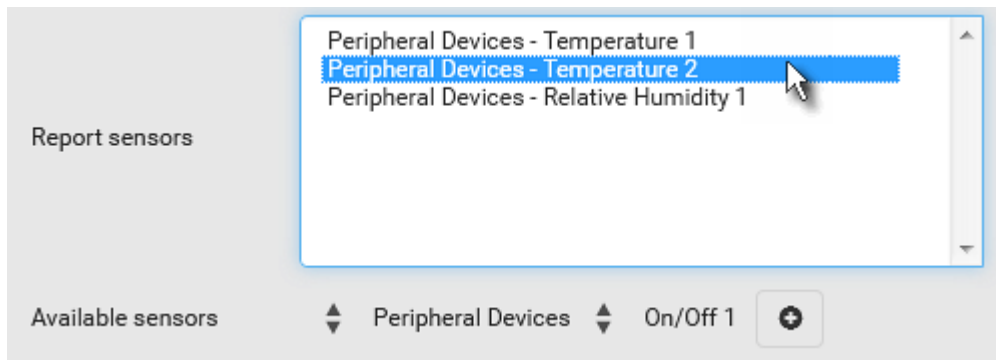 Peripheral Devices - Temperature 1
Peripheral Devices - Temperature 2
Peripheral Devices - Relative Humidity 1
Report sensors
Available sensors Peripheral Devices On/Off 1